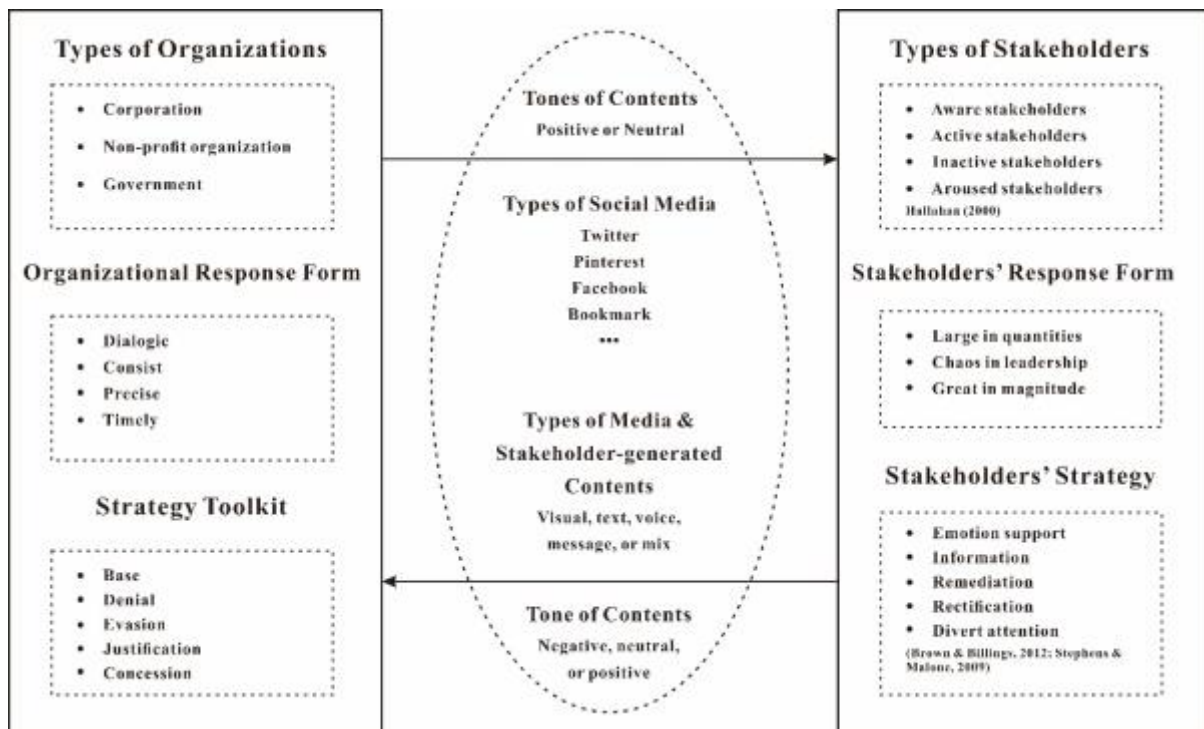 Types of Organizations
• Corporation
• Non-profit organization
• Government
Organizational Response Form
• Dialogic
• Consist
• Precise
• Timely
Strategy Toolkit
• Base
• Denial
• Evasion
• Justification
• Concession
Tones of Contents
Positive or Neutral
Types of Social Media
Twitter
Pinterest
Facebook
Bookmark
•••
Types of Media &
Stakeholder-generated
Contents
Visual, text, voice,
message, or mix
Tone of Contents
Negative, neutral,
or positive
Types of Stakeholders
• Aware stakeholders
• Active stakeholders
• Inactive stakeholders
• Aroused stakeholders
Hallahan (2000)
Stakeholders' Response Form
• Large in quantities
• Chaos in leadership
• Great in magnitude
Stakeholders' Strategy
• Emotion support
• Information
• Remediation
• Rectification
• Divert attention
(Brown & Billings, 2012; Stephens &
Malone, 2009)